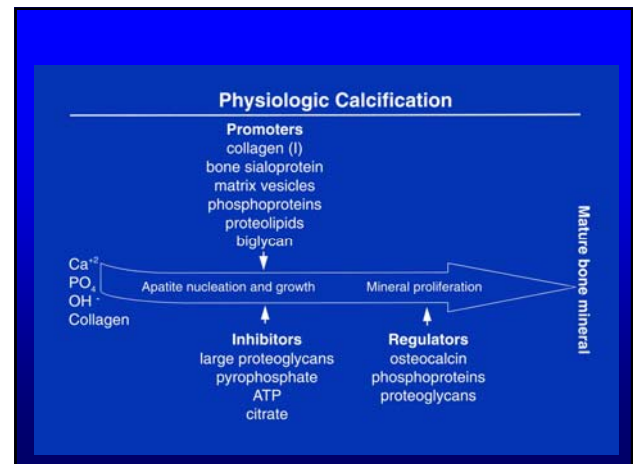 Physiologic Calcification
Promoters
collagen (I)
bone sialoprotein
matrix vesicles
phosphoproteins
proteolipids
biglycan
Ca+2
PO4
OH -
Collagen
Apatite nucleation and growth
Mineral proliferation
Mature bone mineral
Inhibitors
large proteoglycans
pyrophosphate
ATP
citrate
Regulators
osteocalcin
phosphoproteins
proteoglycans